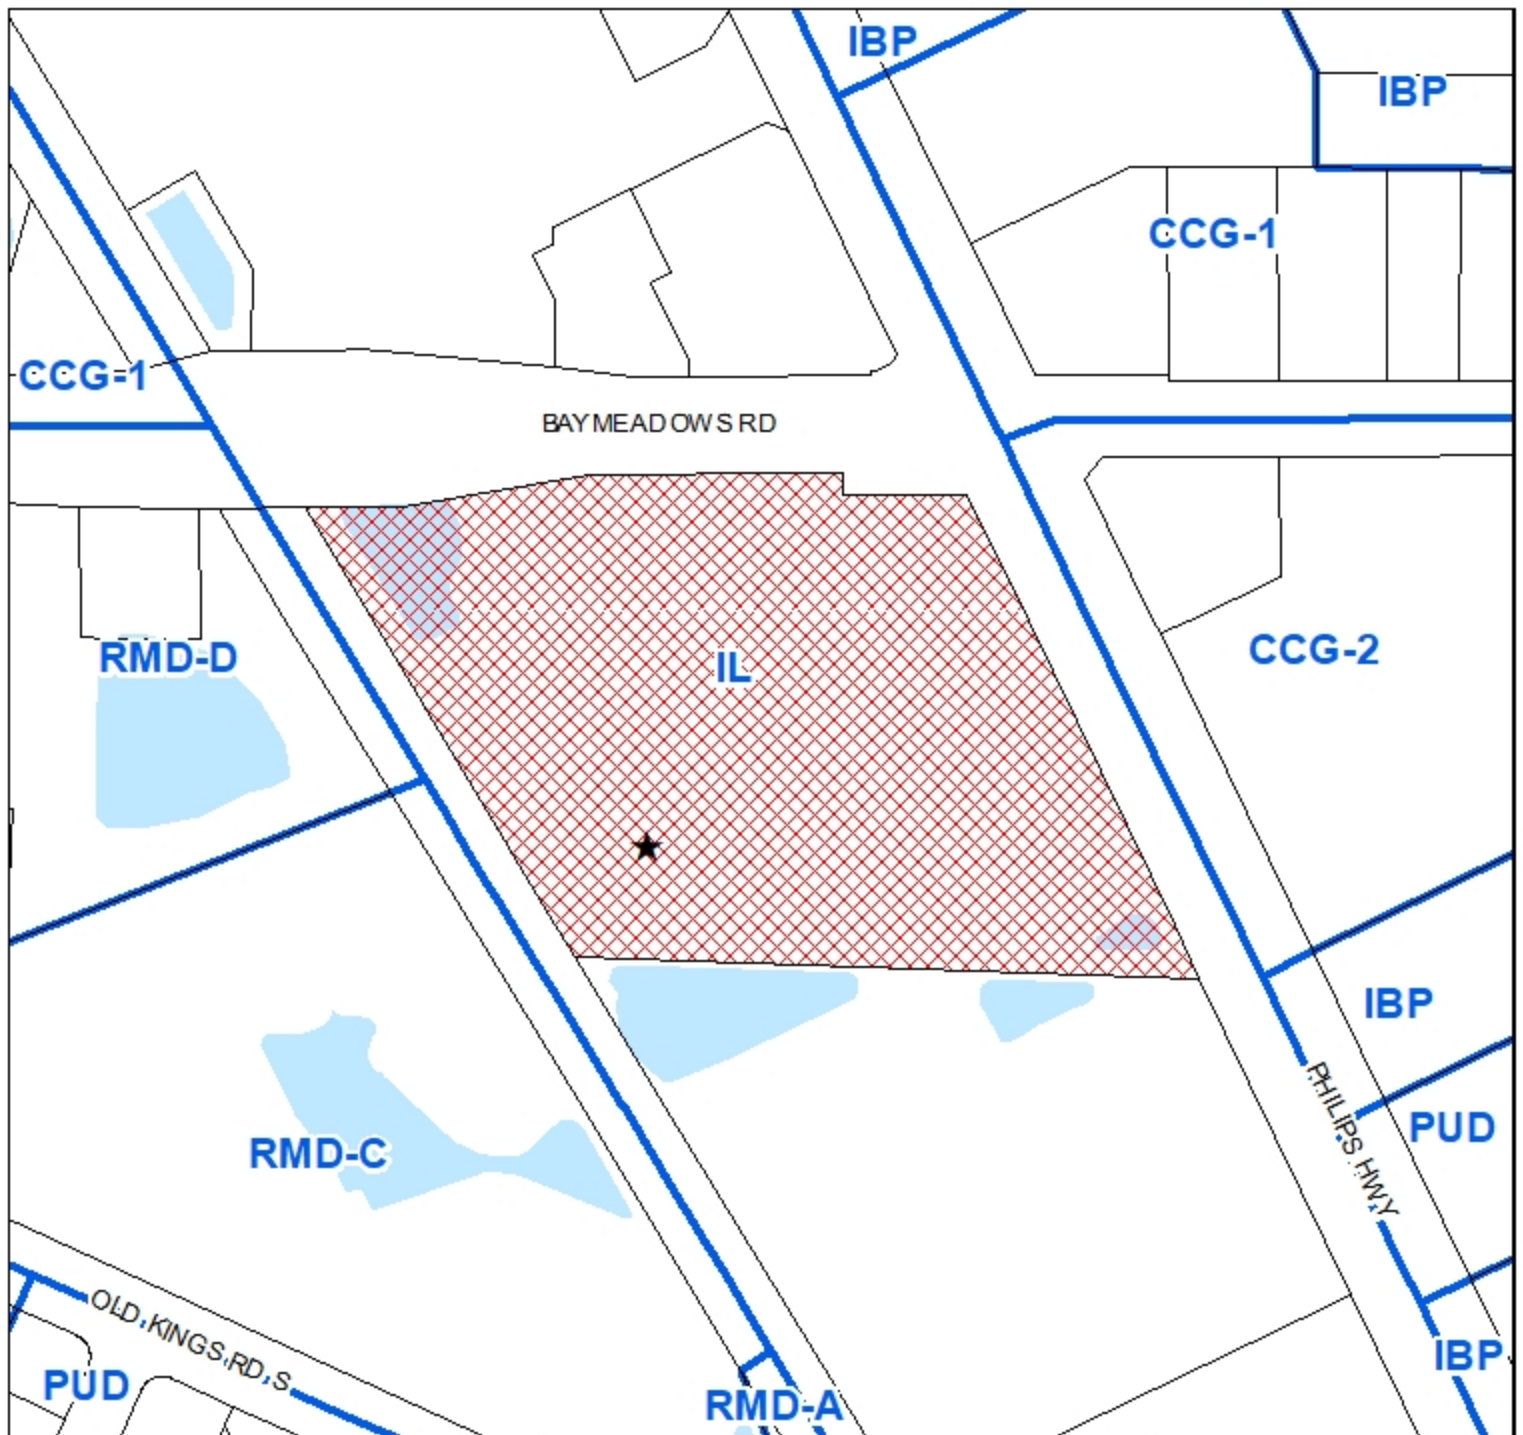 IBP
IBP
CCG-1
CCG-1
BAYMEADOWS RD
RMD-D
IL
CCG-2
IBP
PHILIPS HWY
PUD
RMD-C
OLD KINGS RD S
IBP
PUD
RMD-A